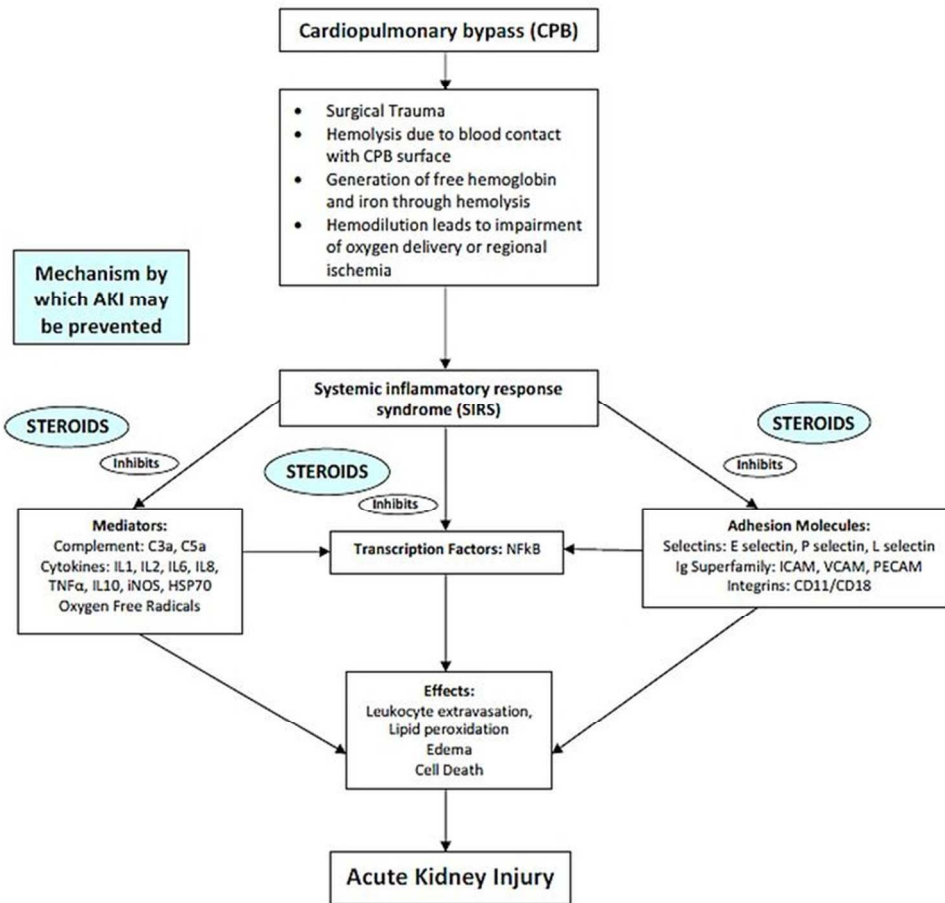 Cardiopulmonary bypass (CPB)
• Surgical Trauma
• Hemolysis due to blood contact
with CPB surface
• Generation of free hemoglobin
and iron through hemolysis
• Hemodilution leads to impairment
of oxygen delivery or regional
ischemia
Mechanism by
which AKI may
be prevented
Systemic inflammatory response
syndrome (SIRS)
STEROIDS
Inhibits
STEROIDS
Inhibits
STEROIDS
Inhibits
Mediators:
Complement: C3a, C5a
Cytokines: IL1, IL2, IL6, IL8,
TNFα, IL10, iNOS, HSP70
Oxygen Free Radicals
Transcription Factors: NFkB
Adhesion Molecules:
Selectins: E selectin, P selectin, L selectin
Ig Superfamily: ICAM, VCAM, PECAM
Integrins: CD11/CD18
Effects:
Leukocyte extravasation,
Lipid peroxidation
Edema
Cell Death
Acute Kidney Injury